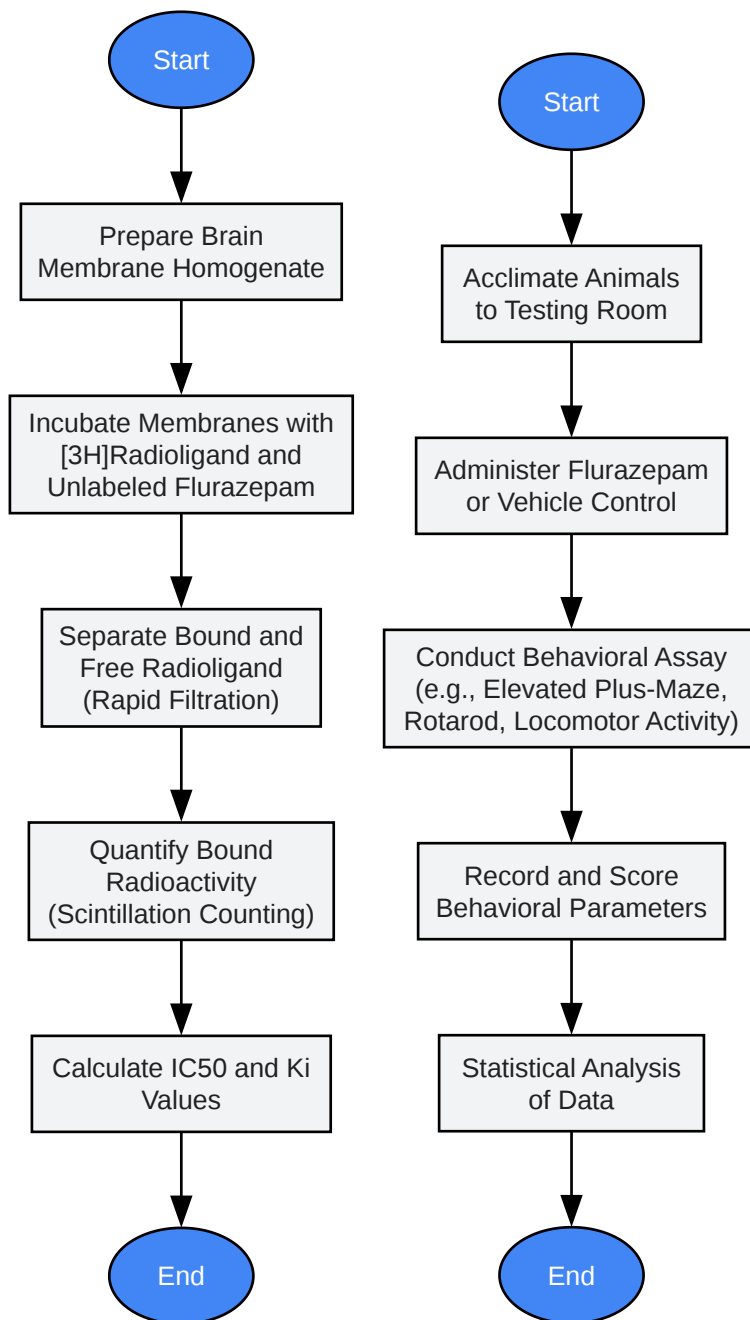 Start
Prepare Brain
Membrane Homogenate
Incubate Membranes with
[3H]Radioligand and
Unlabeled Flurazepam
Separate Bound and
Free Radioligand
(Rapid Filtration)
Quantify Bound
Radioactivity
(Scintillation Counting)
Calculate IC50 and Ki
Values
End
Start
Acclimate Animals
to Testing Room
Administer Flurazepam
or Vehicle Control
Conduct Behavioral Assay
(e.g., Elevated Plus-Maze,
Rotarod, Locomotor Activity)
Record and Score
Behavioral Parameters
Statistical Analysis
of Data
End